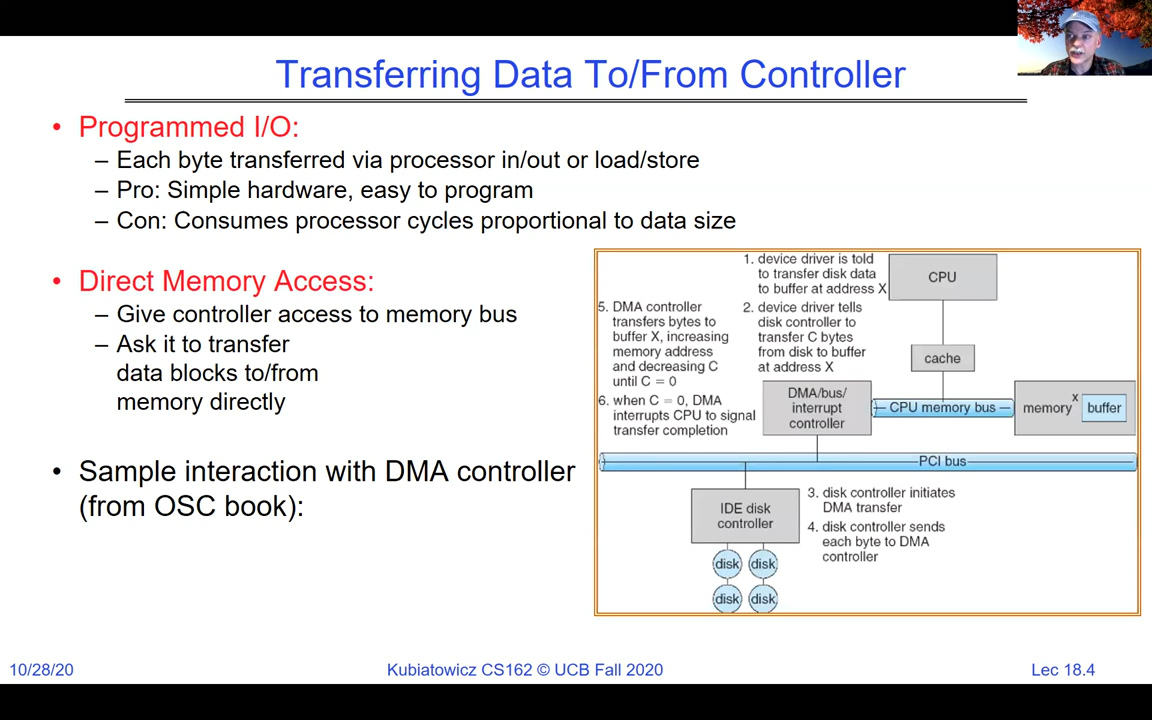 Transferring Data To/From Controller
• Programmed I/O:
– Each byte transferred via processor in/out or load/store
– Pro: Simple hardware, easy to program
– Con: Consumes processor cycles proportional to data size
• Direct Memory Access:
– Give controller access to memory bus
– Ask it to transfer
data blocks to/from
memory directly
• Sample interaction with DMA controller
(from OSC book):
1. device driver is told
to transfer disk data
to buffer at address X
2. device driver tells
disk controller to
transfer C bytes
from disk to buffer
at address X
5. DMA controller
transfers bytes to
buffer X, increasing
memory address
and decreasing C
until C = 0
6. when C = 0, DMA
interrupts CPU to signal
transfer completion
CPU
cache
DMA/bus/
interrupt
controller
CPU memory bus
memory
x
buffer
PCI bus
IDE disk
controller
3. disk controller initiates
DMA transfer
4. disk controller sends
each byte to DMA
controller
disk disk
disk disk
10/28/20
Kubiatowicz CS162 © UCB Fall 2020
Lec 18.4